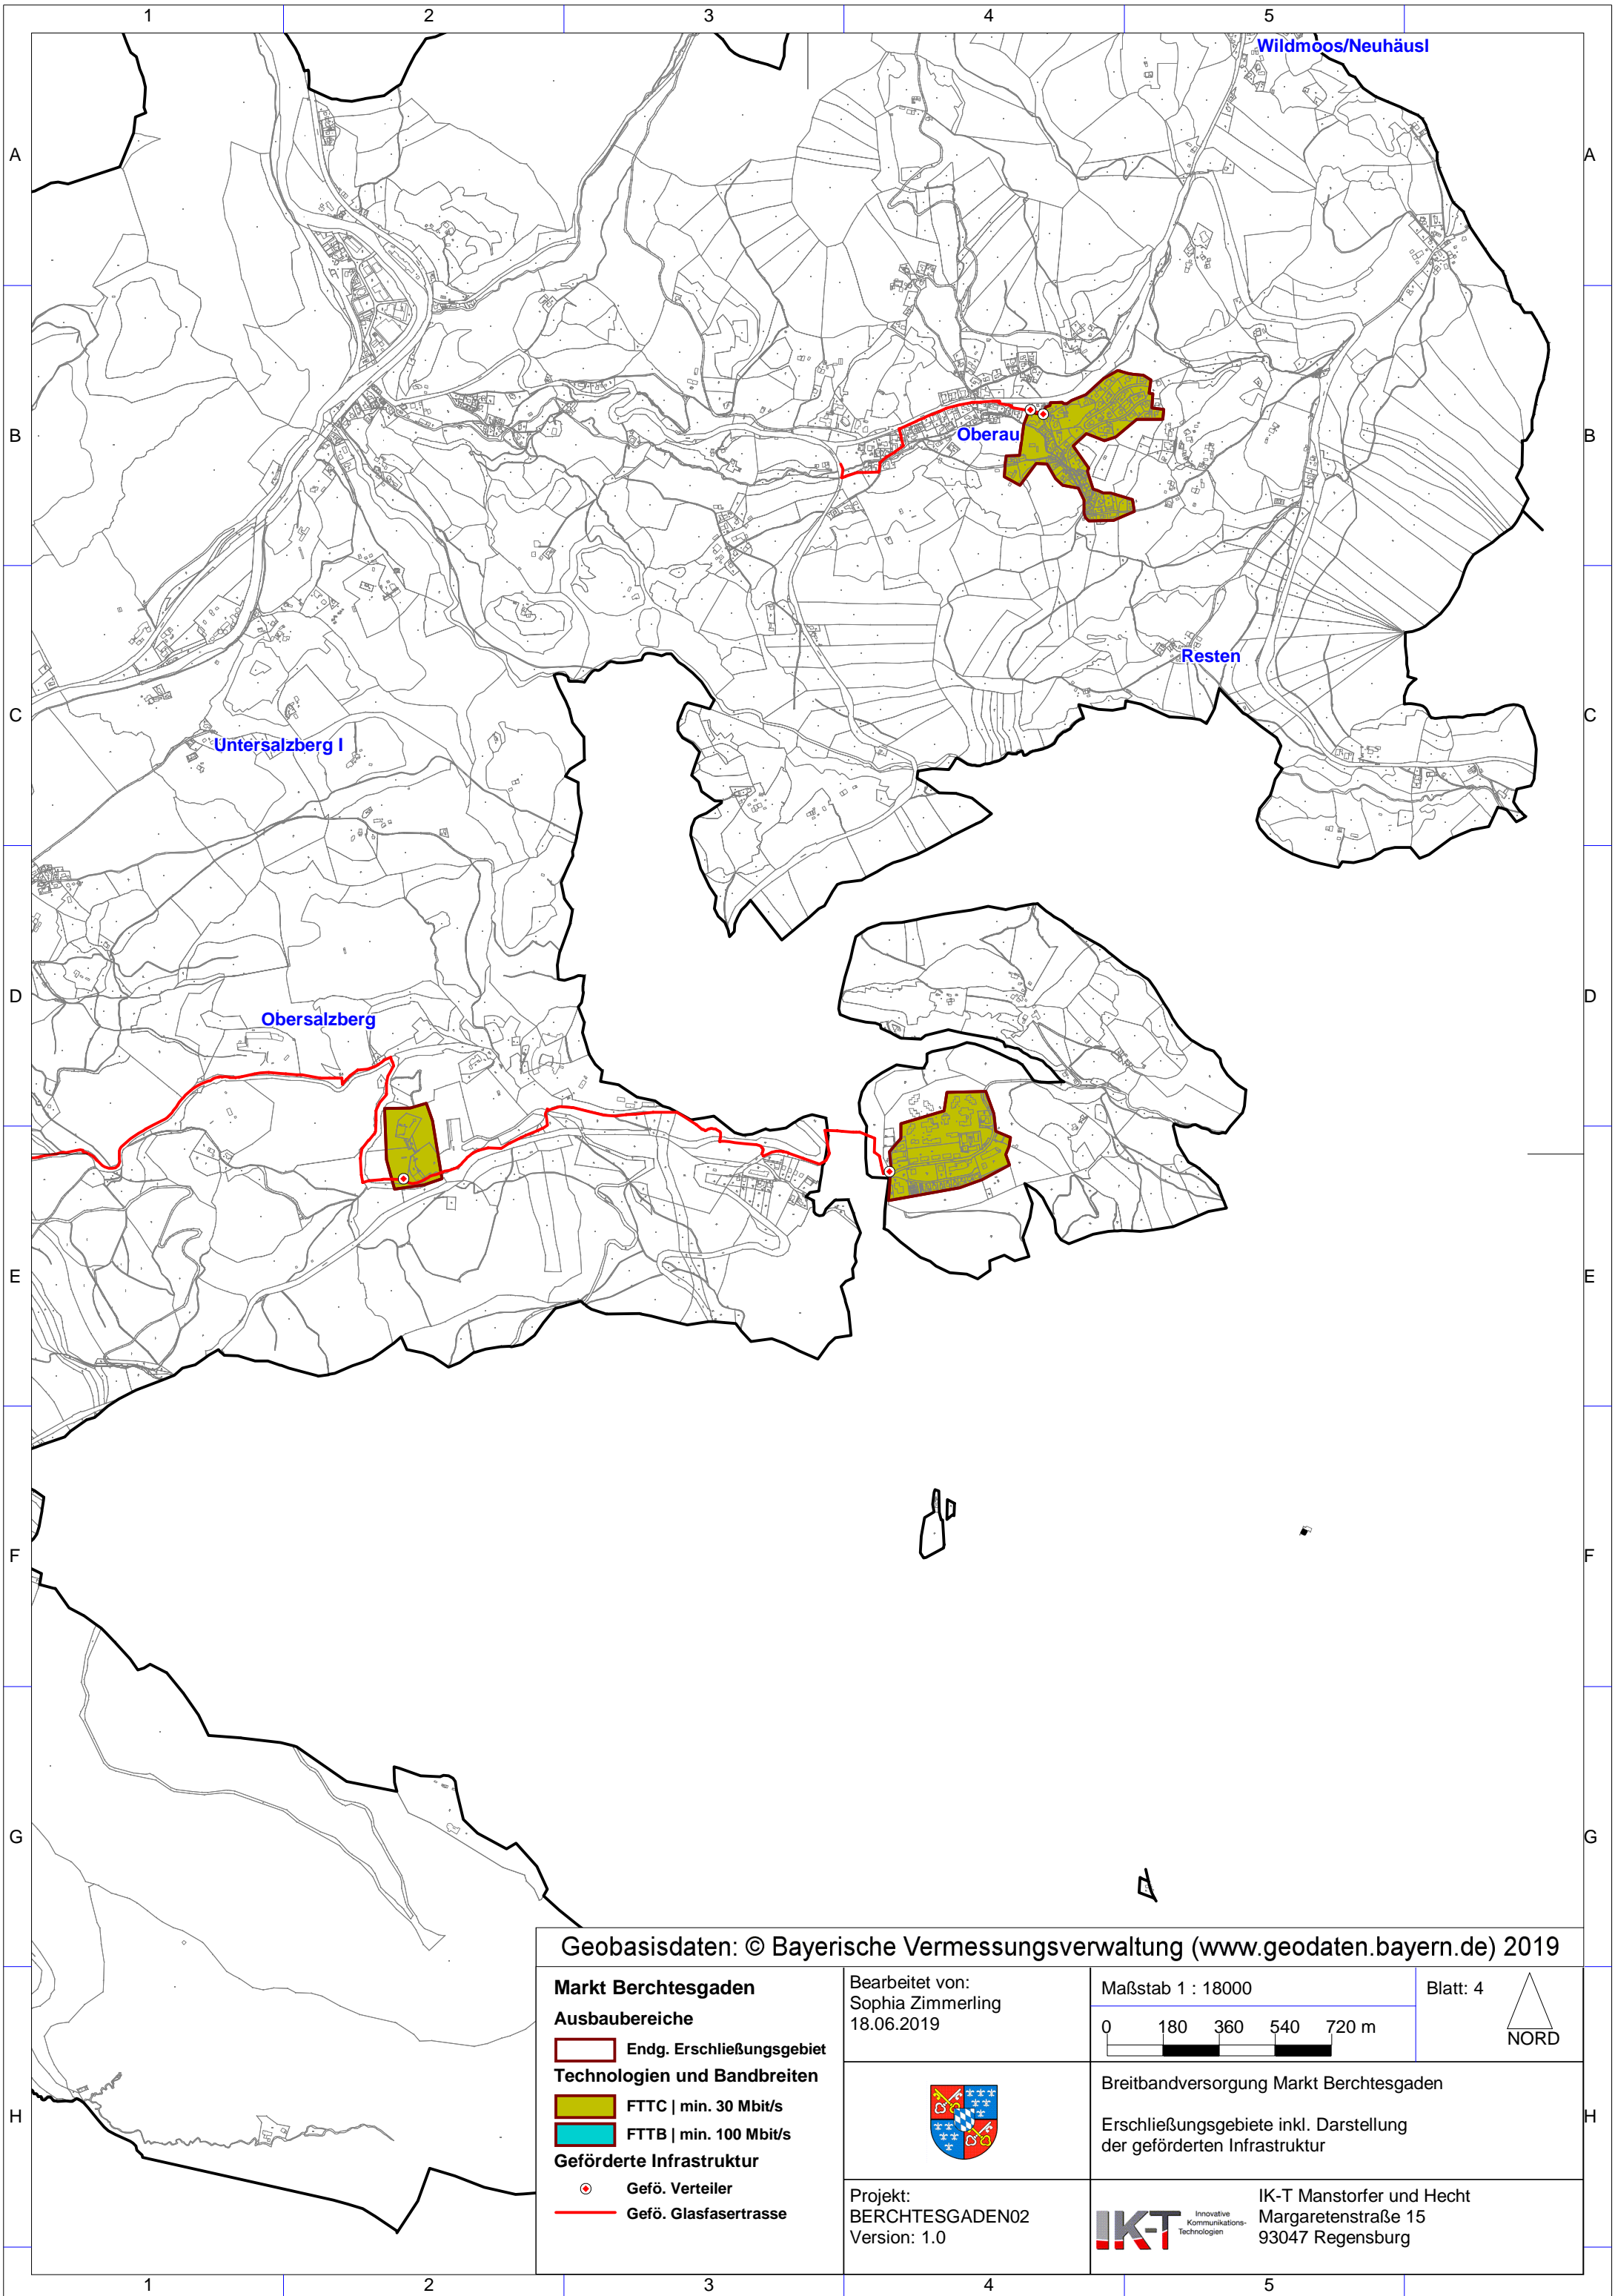 1 2 3 4 5
Wildmoos/Neuhäusl
A A
B B
Oberau
Resten
C C
Untersalzberg I
D D
Obersalzberg
E E
F F
G G
Geobasisdaten: © Bayerische Vermessungsverwaltung (www.geodaten.bayern.de) 2019
Markt Berchtesgaden
Ausbaubereiche
Endg. Erschließungsgebiet
Technologien und Bandbreiten
FTTC | min. 30 Mbit/s
FTTB | min. 100 Mbit/s
Geförderte Infrastruktur
Gefö. Verteiler
Gefö. Glasfasertrasse
Bearbeitet von:
Sophia Zimmerling
18.06.2019
Maßstab 1 : 18000
0 180 360 540 720 m
Blatt: 4
NORD
Breitbandversorgung Markt Berchtesgaden
Erschließungsgebiete inkl. Darstellung
der geförderten Infrastruktur
H H
Projekt:
BERCHTESGADEN02
Version: 1.0
IK-T
Innovative
Kommunikations-
Technologien
IK-T Manstorfer und Hecht
Margaretenstraße 15
93047 Regensburg
1 2 3 4 5